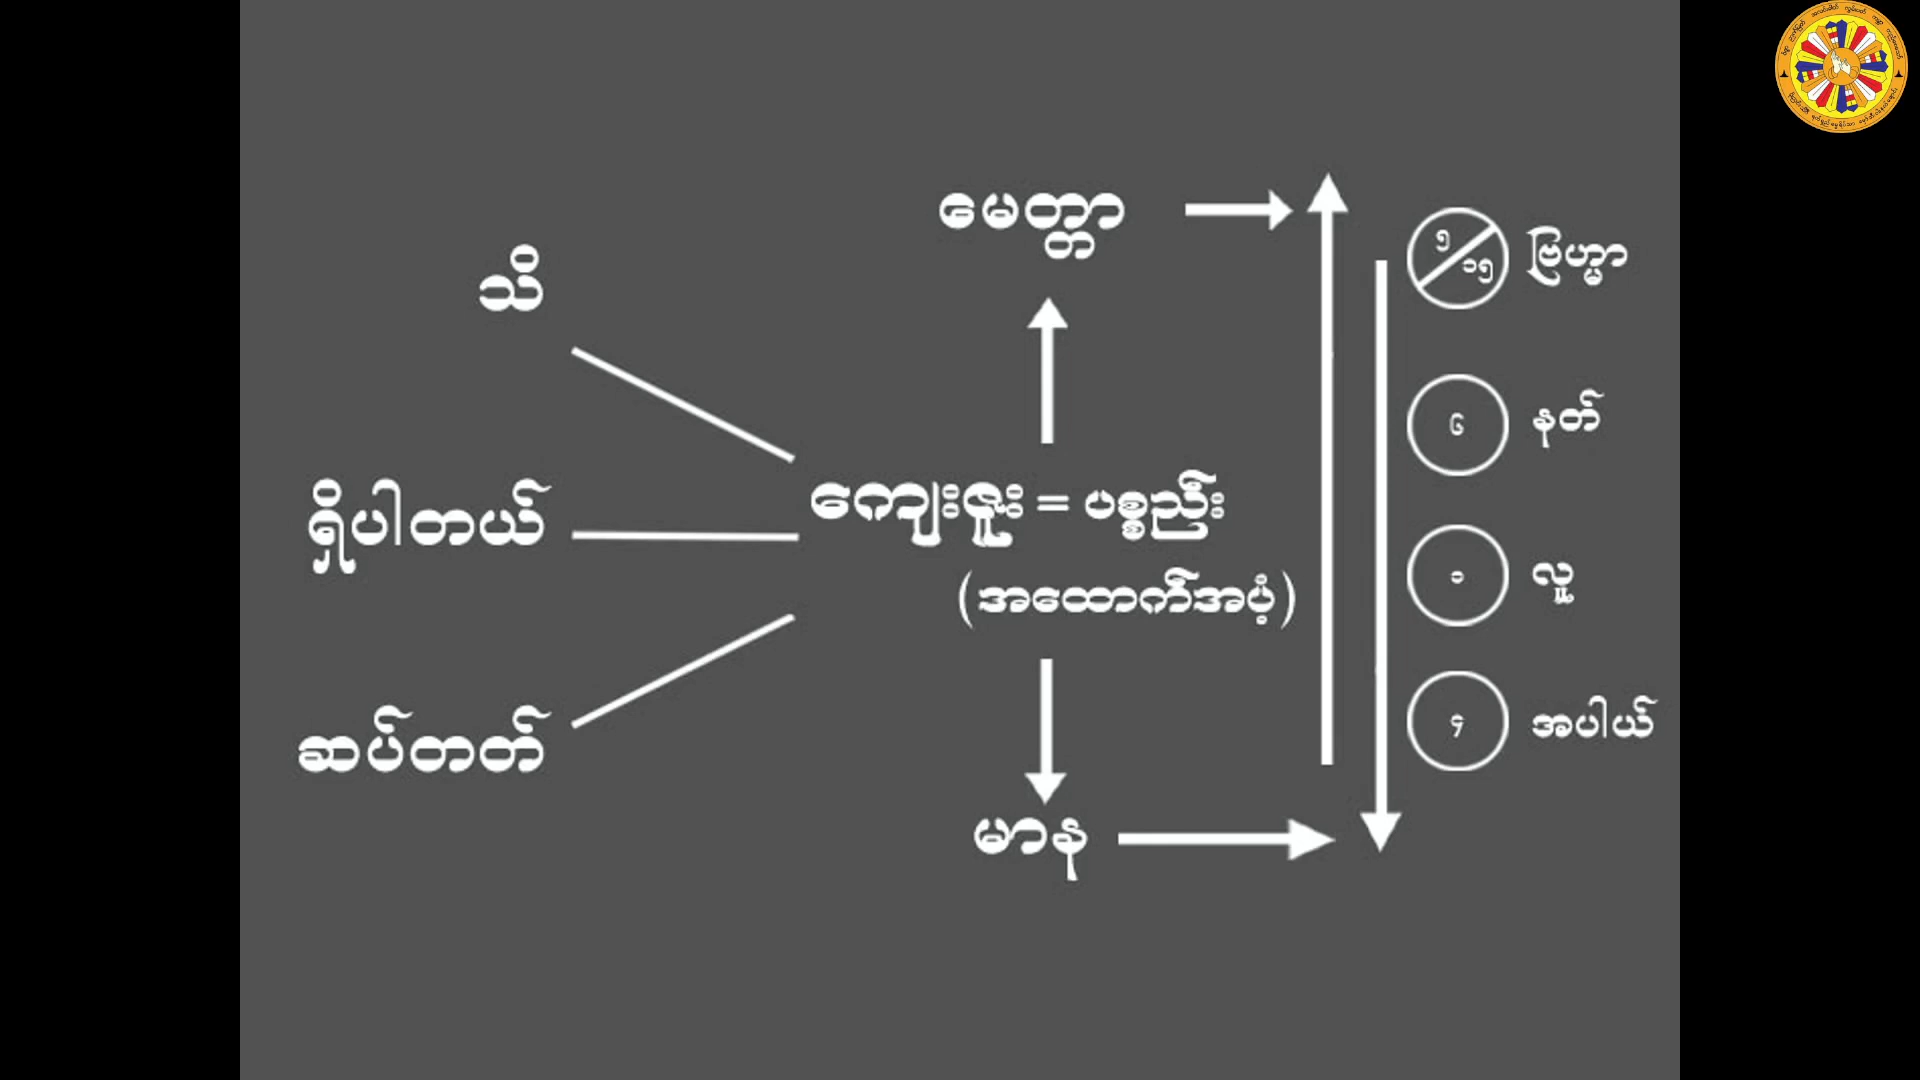 မေတ္တာ
သိ
၅
၁၅
ဗြဟ္မာ
၆
နတ်
ရှိပါတယ်
ကျေးဇူး = ပစ္စည်း
(အထောက်အပံ့)
၁
လူ
ဆပ်တတ်
၄
အပါယ်
မာန